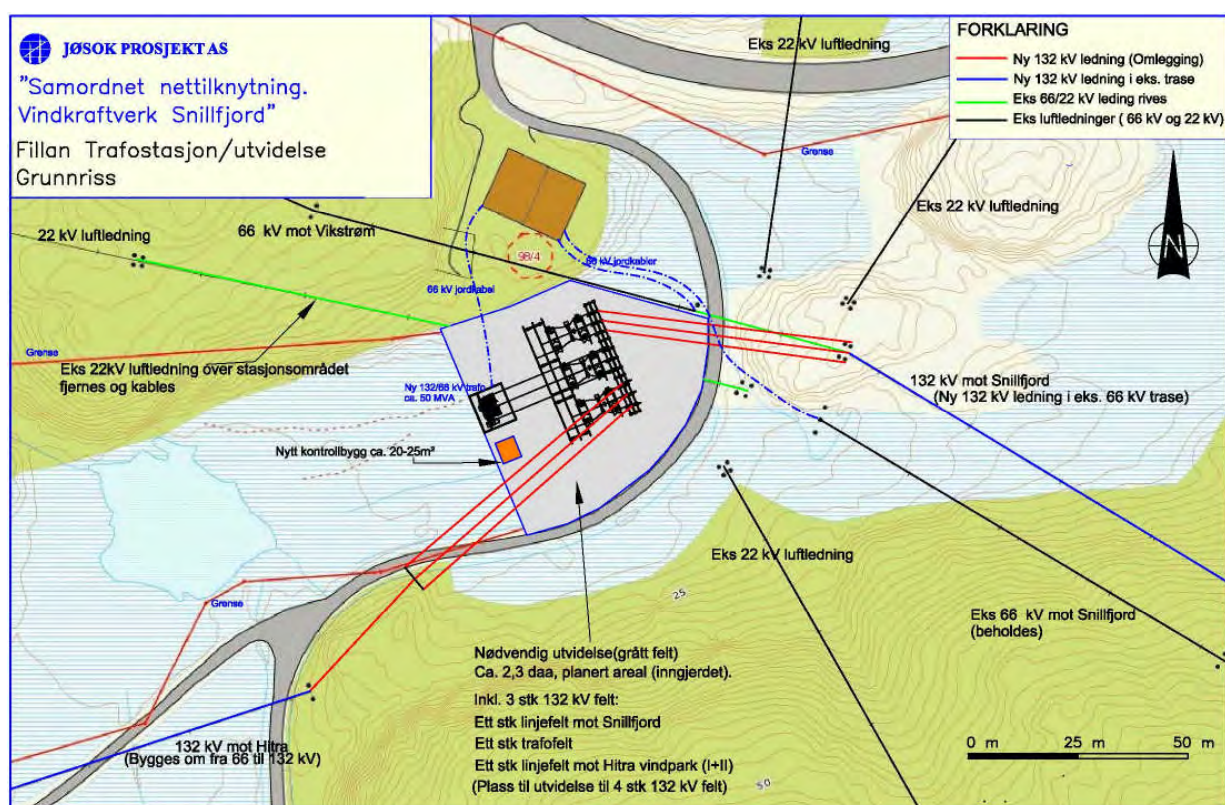 JØSOK PROSJEKT AS
"Samordnet nettilknytning.
Vindkraftverk Snillfjord"
Fillan Trafostasjon/utvidelse
Grunnriss
Eks 22 kV luftledning
FORKLARING
Ny 132 kV ledning (Omlegging)
Ny 132 kV ledning i eks. trase
Eks 66/22 kV leding rives
Eks luftledninger ( 66 kV og 22 kV)
Grense
Eks 22 kV luftledning
N
22 kV luftledning
66 kV mot Vikstrøm
98/4
66 kV jordkabler
66 kV jordkabel
Grense
Eks 22kV luftledning over stasjonsområdet
fjernes og kables
Ny 132/66 kV trafo
ca. 50 MVA
132 kV mot Snillfjord
(Ny 132 kV ledning i eks. 66 kV trase)
Nytt kontrollbygg ca. 20-25m²
Eks 22 kV luftledning
Grense
25
Eks 66 kV mot Snillfjord
(beholdes)
Nødvendig utvidelse(grått felt)
Ca. 2,3 daa, planert areal (inngjerdet).
Inkl. 3 stk 132 kV felt:
Ett stk linjefelt mot Snillfjord
Ett stk trafofelt
Ett stk linjefelt mot Hitra vindpark (I+II)
(Plass til utvidelse til 4 stk 132 kV felt)
132 kV mot Hitra
(Bygges om fra 66 til 132 kV)
0 m 25 m 50 m
50